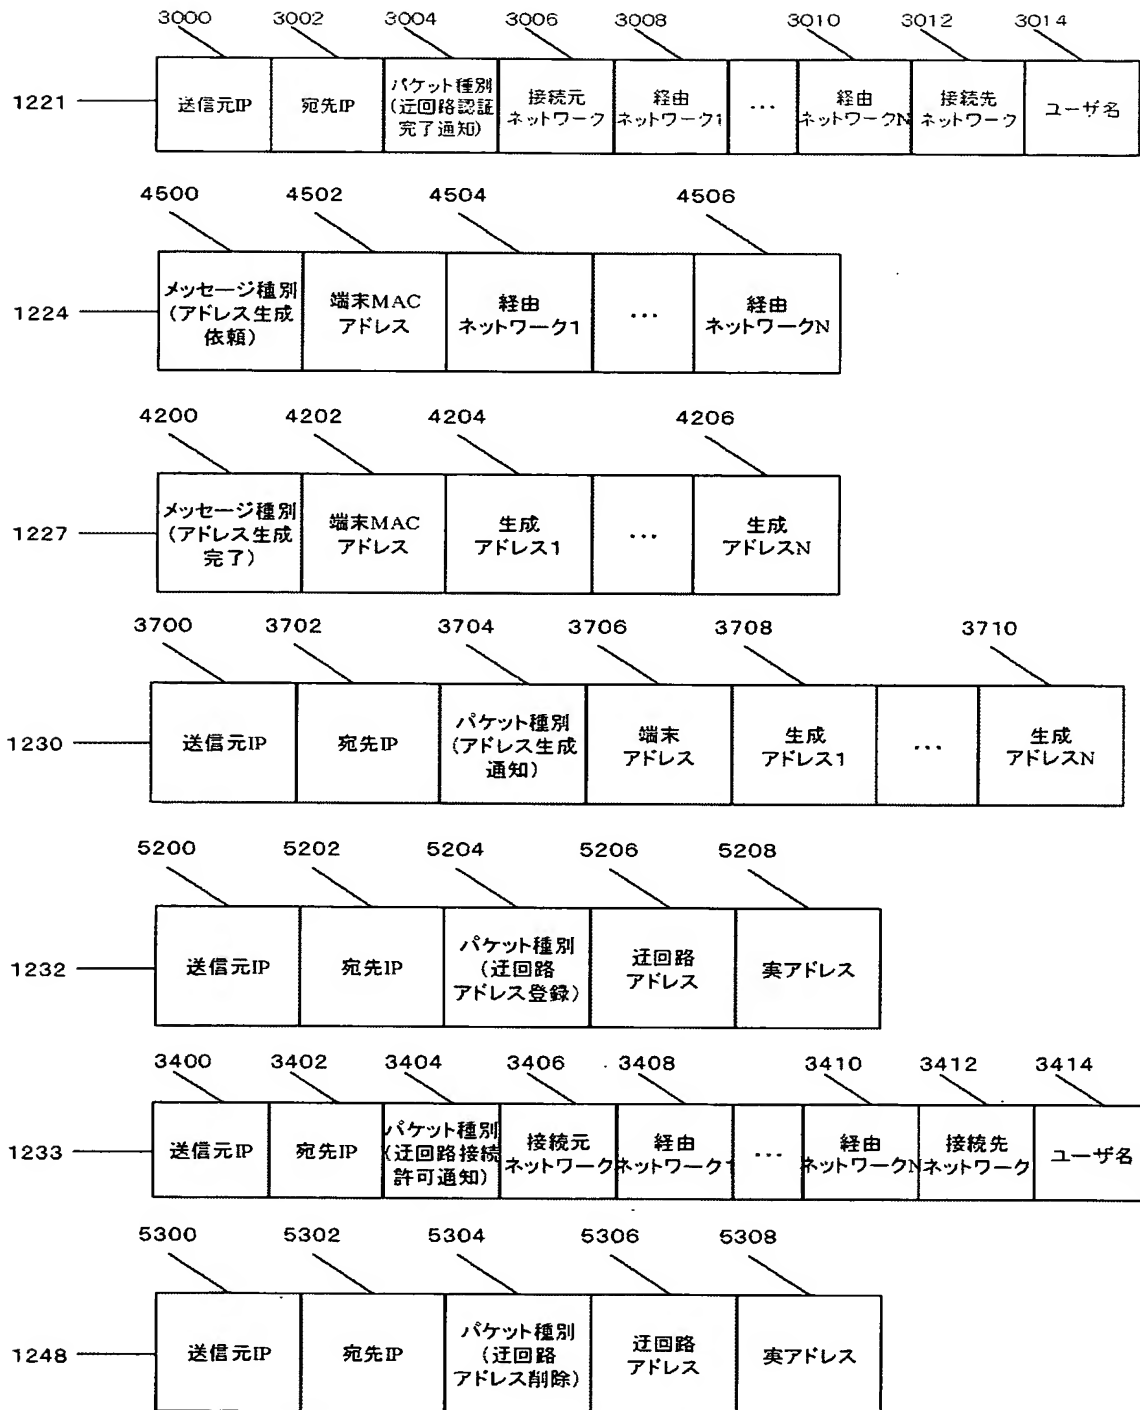 3000 3002 3004 3006 3008 3010 3012 3014
1221
送信元IP
宛先IP
パケット種別
(迂回路認証
完了通知)
接続元
ネットワーク
経由
ネットワーク1
...
経由
ネットワークN
接続先
ネットワーク
ユーザ名
4500 4502 4504 4506
1224
メッセージ種別
(アドレス生成
依頼)
端末MAC
アドレス
経由
ネットワーク1
...
経由
ネットワークN
4200 4202 4204 4206
1227
メッセージ種別
(アドレス生成
完了)
端末MAC
アドレス
生成
アドレス1
...
生成
アドレスN
3700 3702 3704 3706 3708 3710
1230
送信元IP
宛先IP
パケット種別
(アドレス生成
通知)
端末
アドレス
生成
アドレス1
...
生成
アドレスN
5200 5202 5204 5206 5208
1232
送信元IP
宛先IP
パケット種別
(迂回路
アドレス登録)
迂回路
アドレス
実アドレス
3400 3402 3404 3406 3408 3410 3412 3414
1233
送信元IP
宛先IP
パケット種別
(迂回路接続
許可通知)
接続元
ネットワーク
経由
ネットワーク1
...
経由
ネットワークN
接続先
ネットワーク
ユーザ名
5300 5302 5304 5306 5308
1248
送信元IP
宛先IP
パケット種別
(迂回路
アドレス削除)
迂回路
アドレス
実アドレス